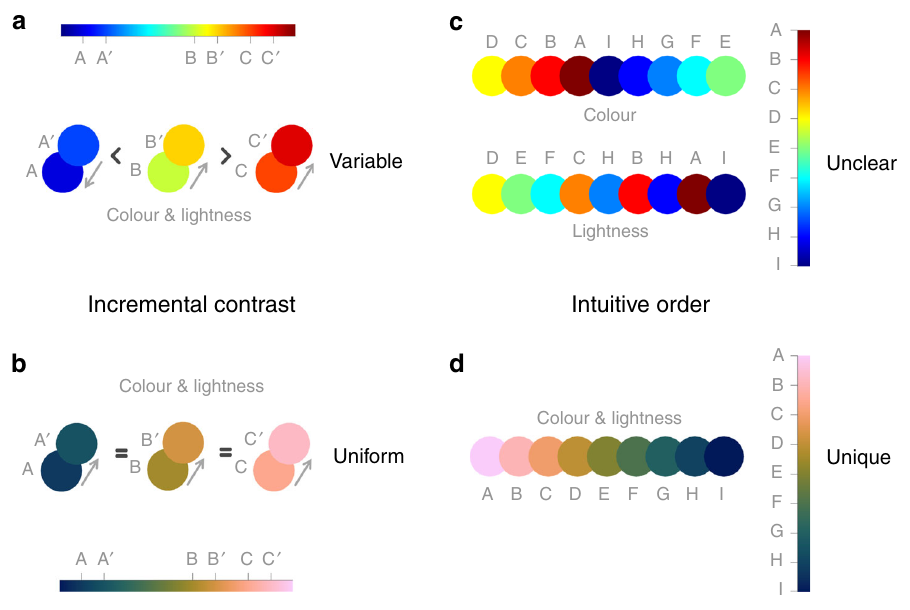 a
A A′ B B′ C C′
A′ B′ C′
A < B > C Variable
Colour & lightness
Incremental contrast
b
Colour & lightness
A′ B′ C′
A = B = C Uniform
A A′ B B′ C C′
c
D C B A I H G F E
Colour
D E F C H B H A I
Lightness
A
B
C
D
E
F
G
H
I
Unclear
Intuitive order
d
Colour & lightness
A B C D E F G H I
A
B
C
D
E
F
G
H
I
Unique